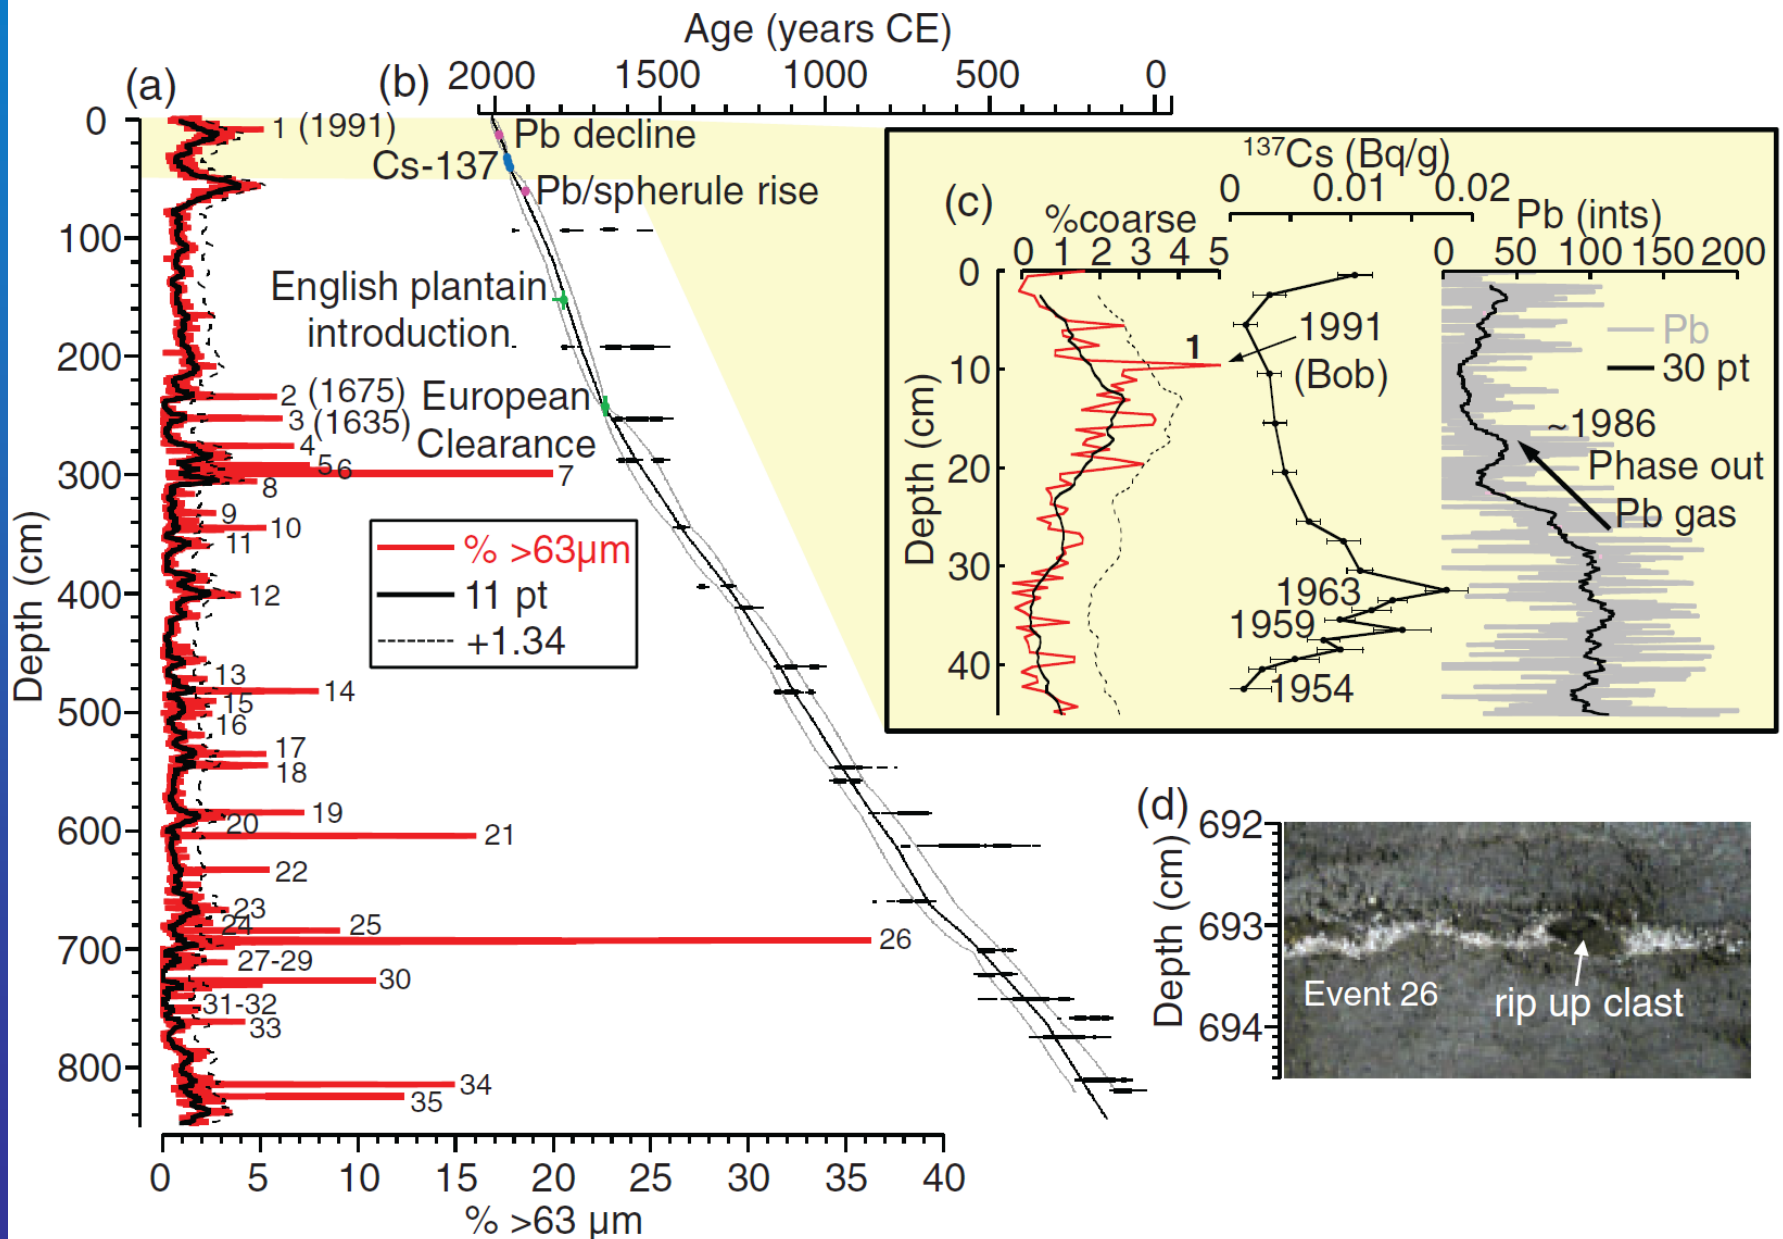 Age (years CE)
2000 1500 1000 500 0
(a)
(b)
Depth (cm)
0
100
200
300
400
500
600
700
800
1 (1991)
2 (1675)
3 (1635)
4
5
6
7
8
9
10
11
12
13
14
15
16
17
18
19
20
21
22
23
24
25
26
27-29
30
31-32
33
34
35
0 5 10 15 20 25 30 35 40
% >63 μm
% >63μm
11 pt
+1.34
Pb decline
Cs-137
Pb/spherule rise
English plantain
introduction
European
Clearance
(c)
%coarse
0 1 2 3 4 5
Depth (cm)
0
10
20
30
40
1
1991
(Bob)
137Cs (Bq/g)
0 0.01 0.02
1963
1959
1954
Pb (ints)
0 50 100 150 200
Pb
30 pt
~1986
Phase out
Pb gas
(d)
Depth (cm)
692
693
694
Event 26
rip up clast